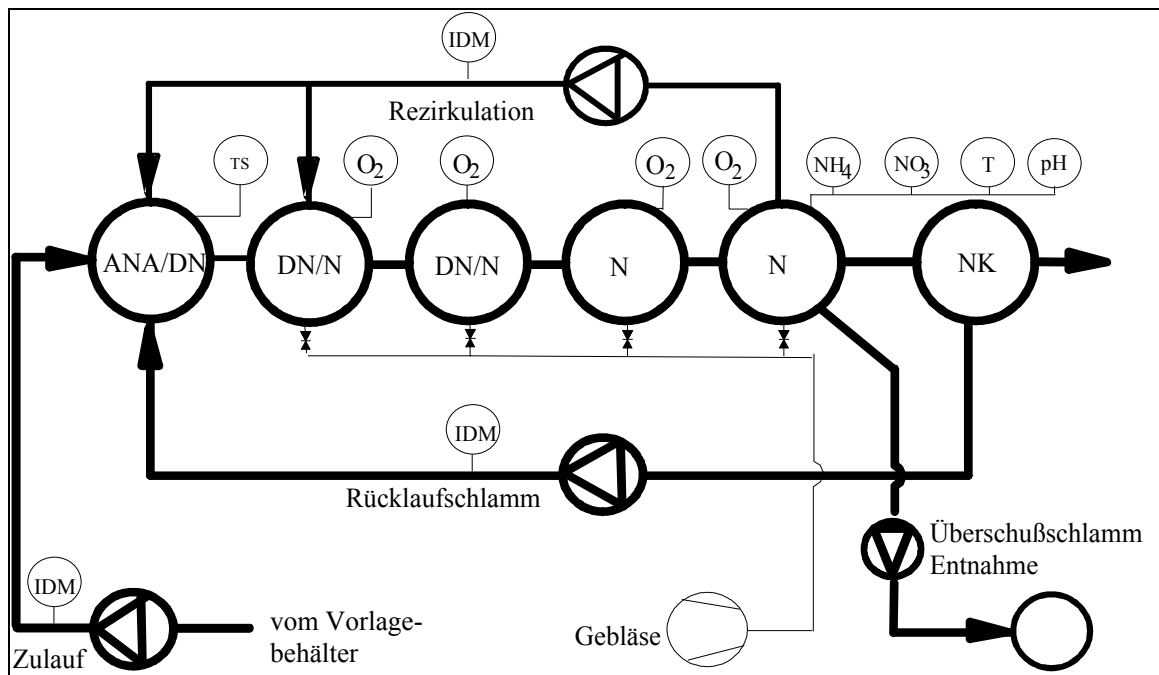 IDM
Rezirkulation
TS
O2
O2
O2
O2
NH4
NO3
T
pH
ANA/DN
DN/N
DN/N
N
N
NK
IDM
Rücklaufschlamm
Überschußschlamm
Entnahme
IDM
Zulauf
vom Vorlage-
behälter
Gebläse